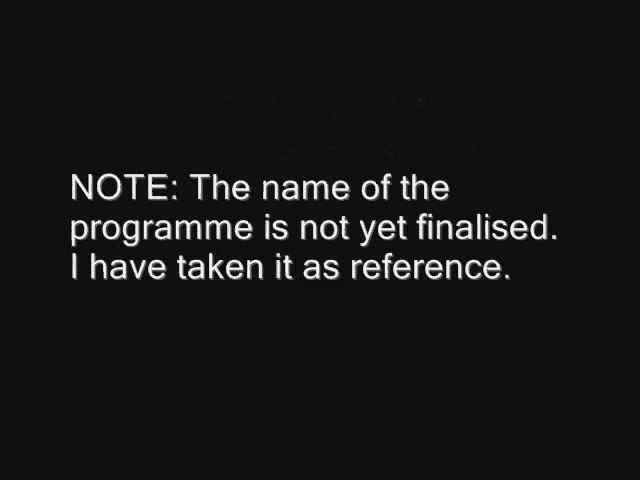 NOTE: The name of the
programme is not yet finalised.
I have taken it as reference.